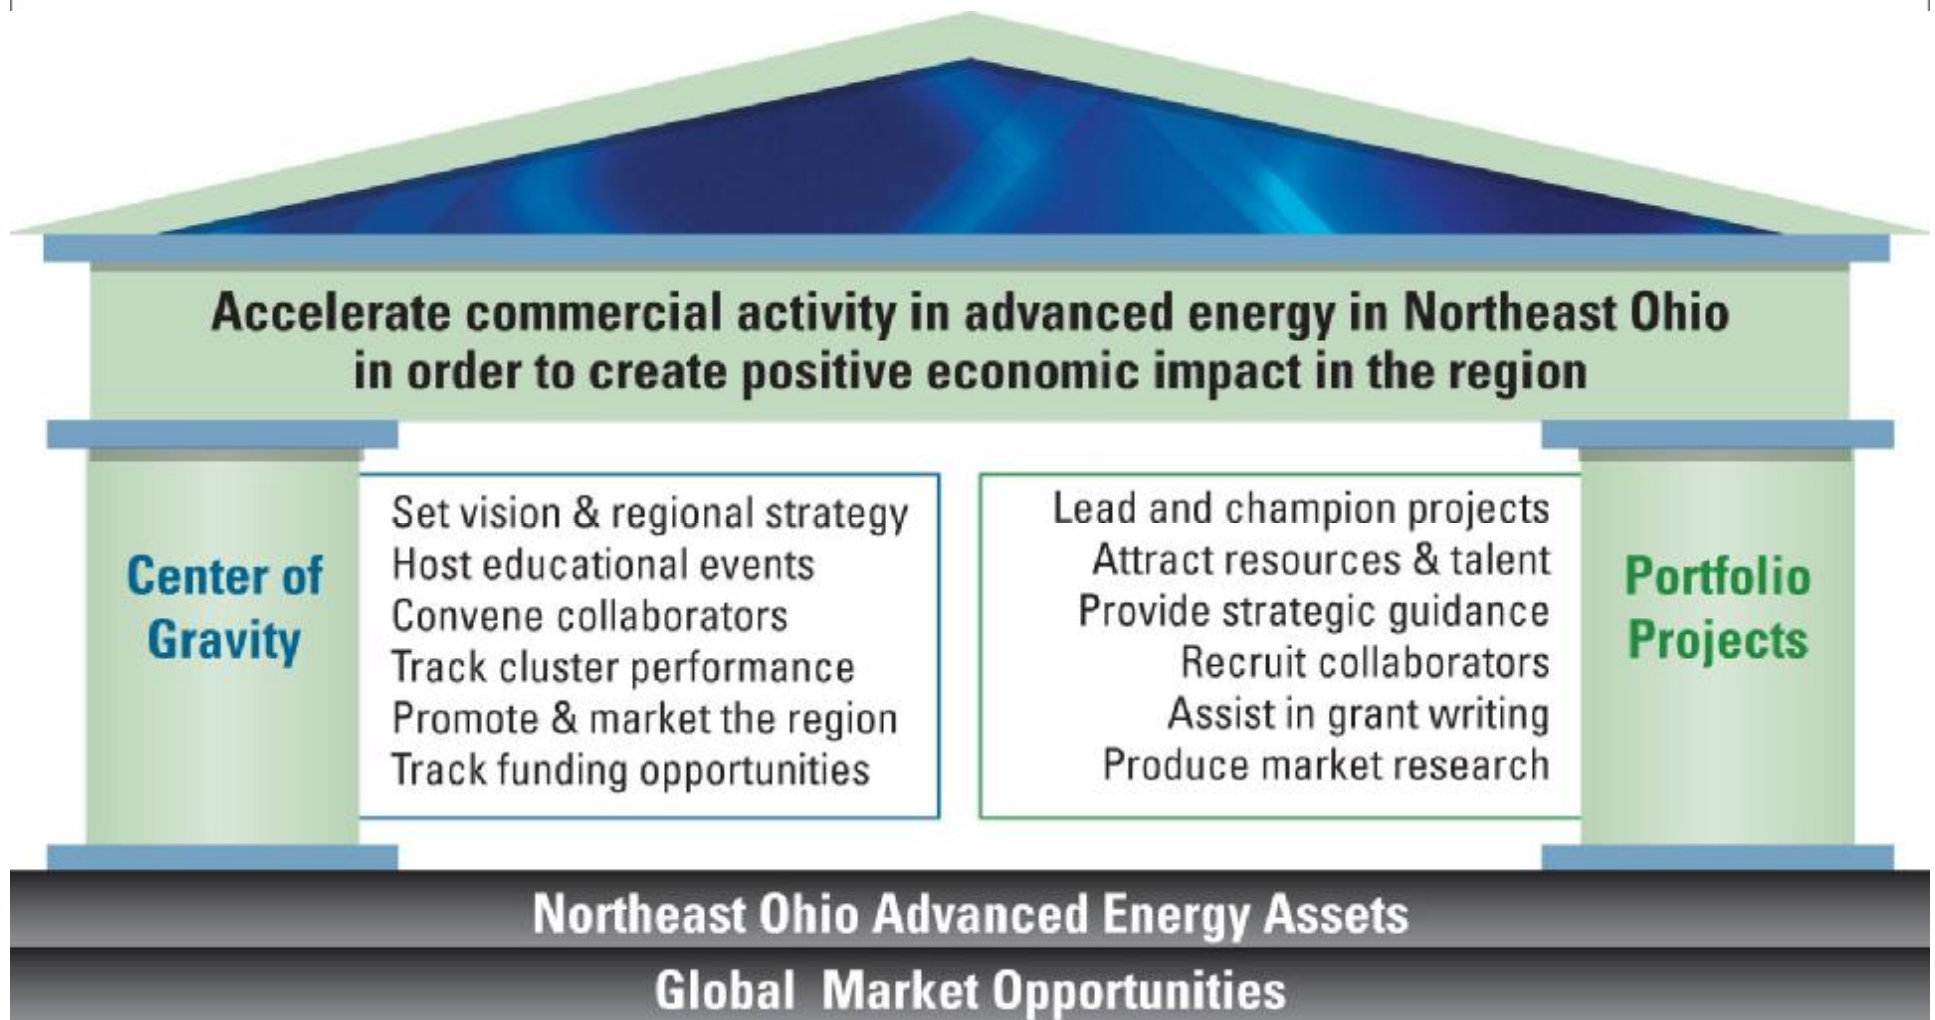 Accelerate commercial activity in advanced energy in Northeast Ohio
in order to create positive economic impact in the region
Center of
Gravity
Set vision & regional strategy
Host educational events
Convene collaborators
Track cluster performance
Promote & market the region
Track funding opportunities
Lead and champion projects
Attract resources & talent
Provide strategic guidance
Recruit collaborators
Assist in grant writing
Produce market research
Portfolio
Projects
Northeast Ohio Advanced Energy Assets
Global Market Opportunities